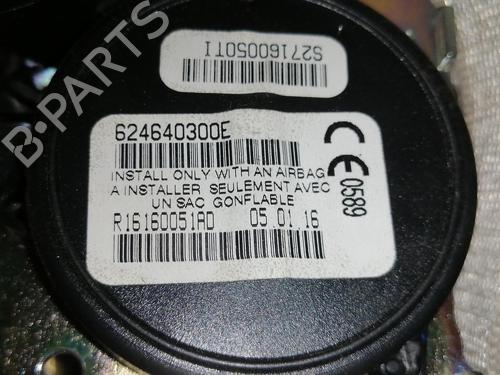 S27160050TI
624640300E
INSTALL ONLY WITH AN AIRBAG
A INSTALLER SEULEMENT AVEC
UN SAC GONFLABLE
R16160051AD 05.01.16
CE 0589
B-PARTS